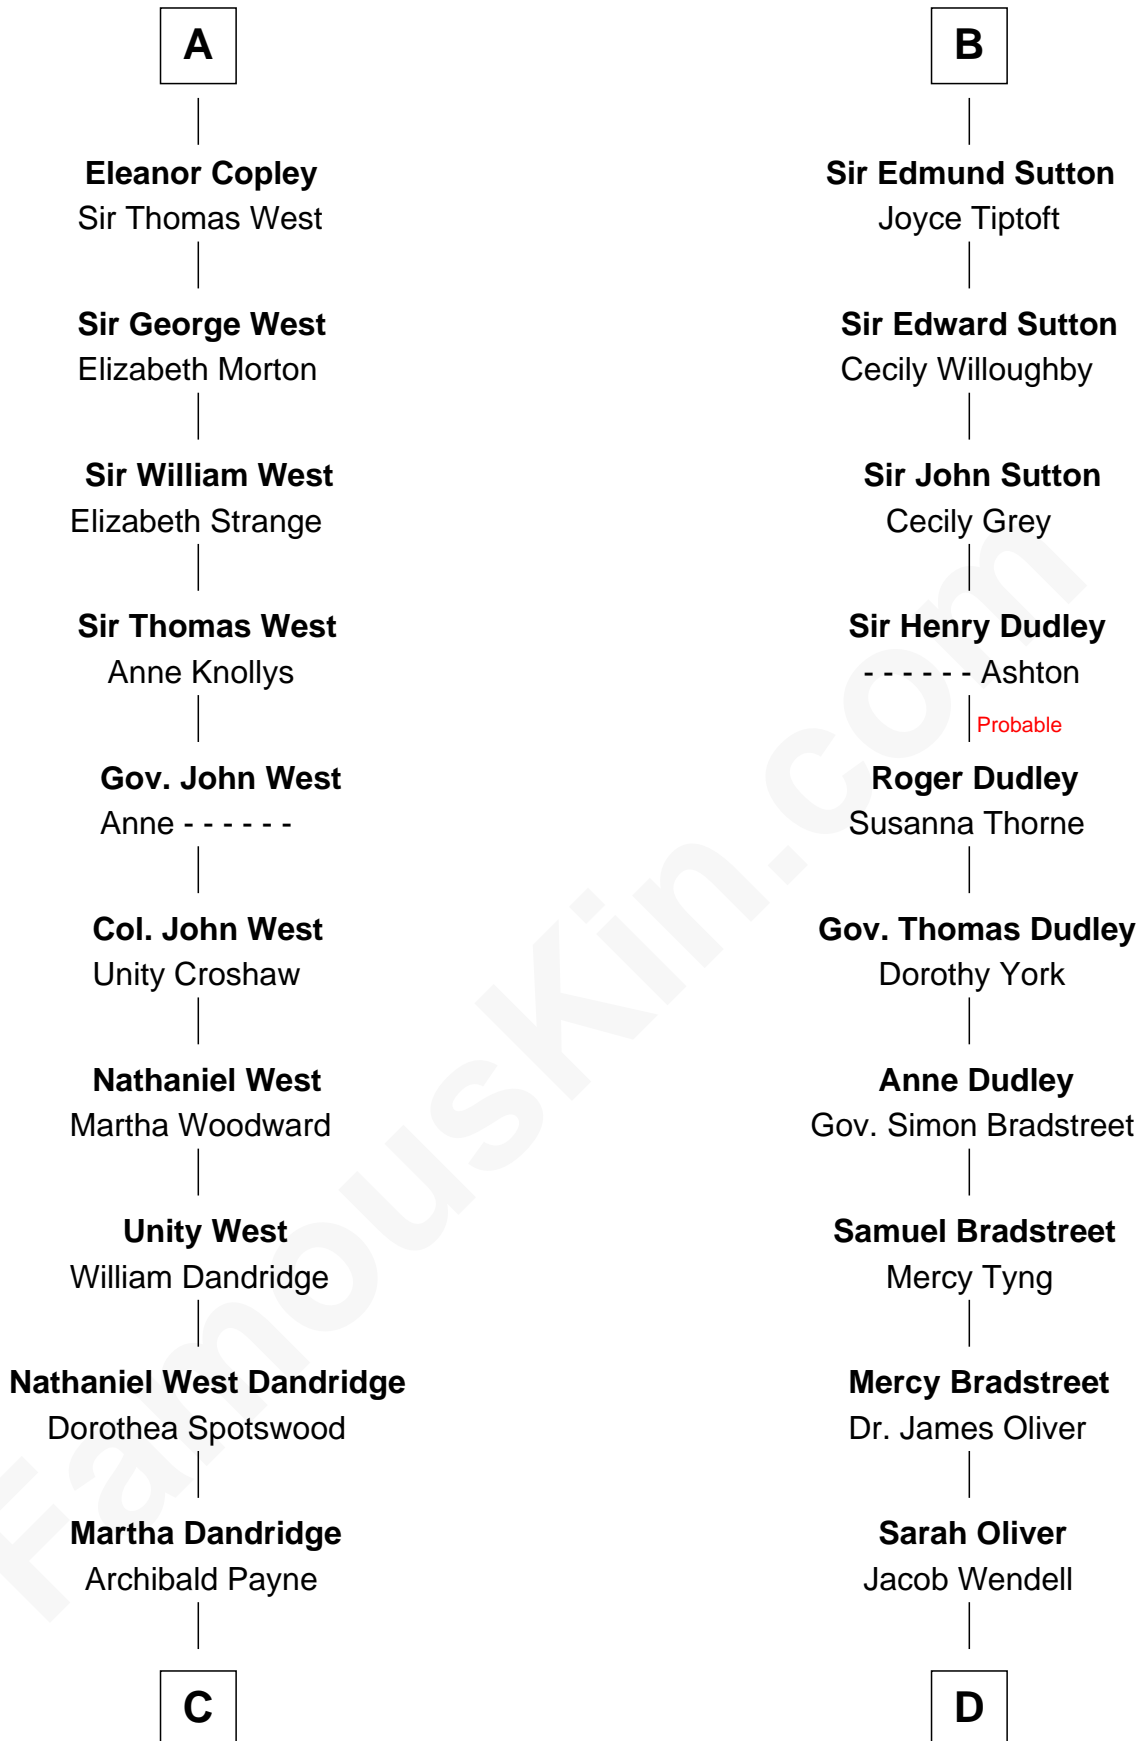 A
Eleanor Copley
Sir Thomas West
Sir George West
Elizabeth Morton
Sir William West
Elizabeth Strange
Sir Thomas West
Anne Knollys
Gov. John West
Anne - - - - - -
Col. John West
Unity Croshaw
Nathaniel West
Martha Woodward
Unity West
William Dandridge
Nathaniel West Dandridge
Dorothea Spotswood
Martha Dandridge
Archibald Payne
C
B
Sir Edmund Sutton
Joyce Tiptoft
Sir Edward Sutton
Cecily Willoughby
Sir John Sutton
Cecily Grey
Sir Henry Dudley
- - - - - - Ashton
Probable
Roger Dudley
Susanna Thorne
Gov. Thomas Dudley
Dorothy York
Anne Dudley
Gov. Simon Bradstreet
Samuel Bradstreet
Mercy Tyng
Mercy Bradstreet
Dr. James Oliver
Sarah Oliver
Jacob Wendell
D
FamousKin.com